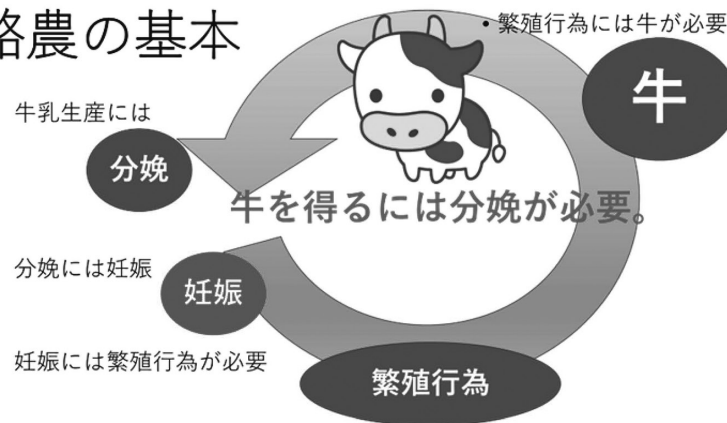 酪農の基本
・繁殖行為には牛が必要
牛
牛乳生産には
分娩
牛を得るには分娩が必要。
分娩には妊娠
妊娠
妊娠には繁殖行為が必要
繁殖行為